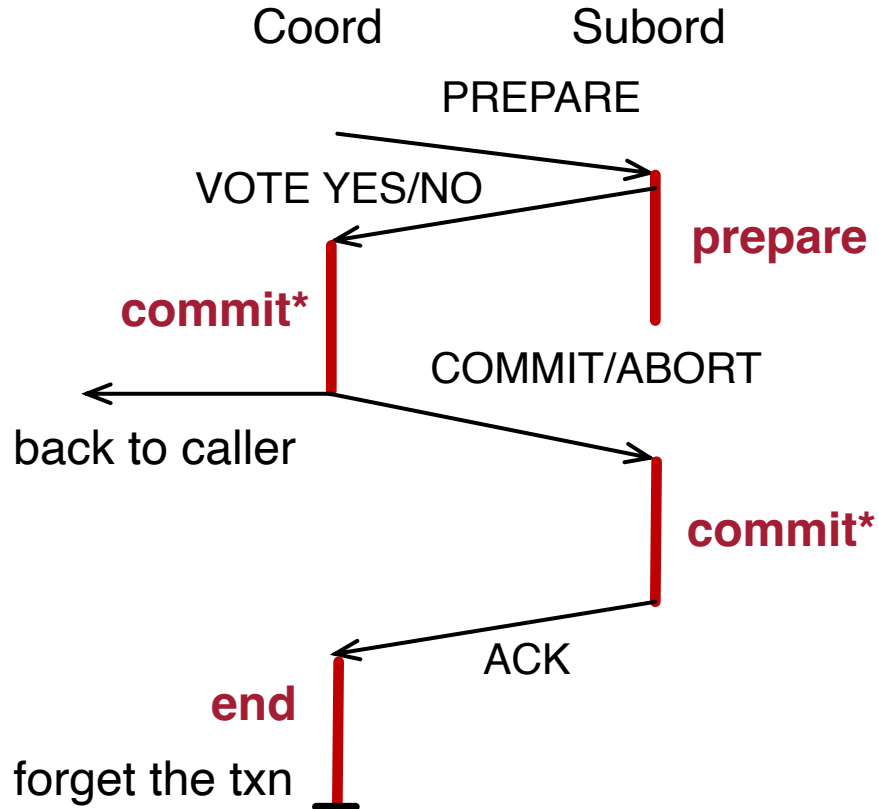 Coord Subord
PREPARE
VOTE YES/NO
prepare
commit*
COMMIT/ABORT
back to caller
commit*
ACK
end
forget the txn